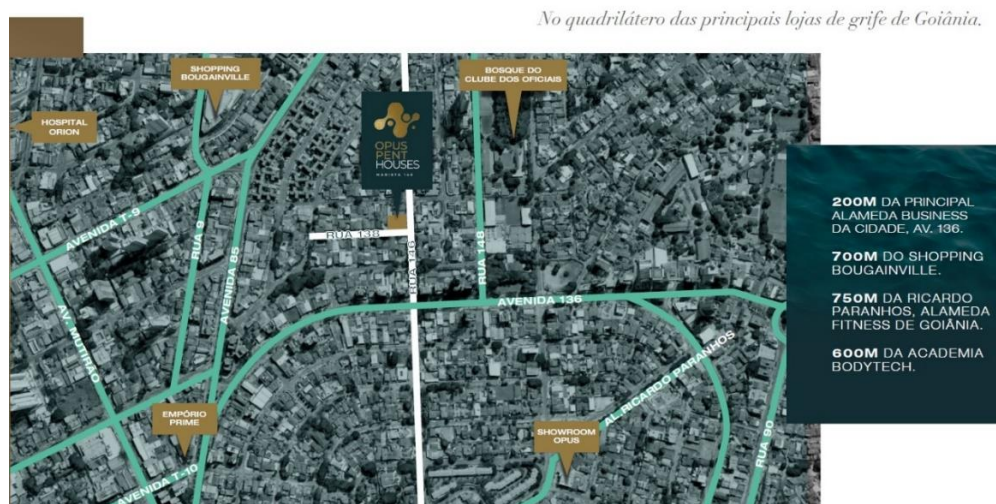 No quadrilátero das principais lojas de grife de Goiânia.
SHOPPING
BOUGAINVILLE
BOSQUE DO
CLUBE DOS OFICIAIS
HOSPITAL
ORION
OPUS
PENT
HOUSES
AVENIDA T-9
RUA 9
AVENIDA 85
RUA 138
RUA 148
AVENIDA 136
AV. MUTIRÃO
AL.RICARDO PARANHOS
EMPÓRIO
PRIME
SHOWROOM
OPUS
RUA 90
AVENIDA T-10
200M DA PRINCIPAL
ALAMEDA BUSINESS
DA CIDADE, AV. 136.
700M DO SHOPPING
BOUGAINVILLE.
750M DA RICARDO
PARANHOS, ALAMEDA
FITNESS DE GOIÂNIA.
600M DA ACADEMIA
BODYTECH.